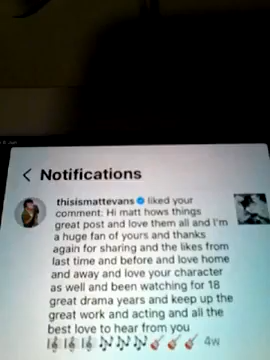 Notifications
thisismattevans liked your
comment: Hi matt hows things
great post and love them all and I'm
a huge fan of yours and thanks
again for sharing and the likes from
last time and before and love home
and away and love your character
as well and been watching for 18
great drama years and keep up the
great work and acting and all the
best love to hear from you
🎼🎼🎼🎶🎶🎶🎸🎸🎸 4w